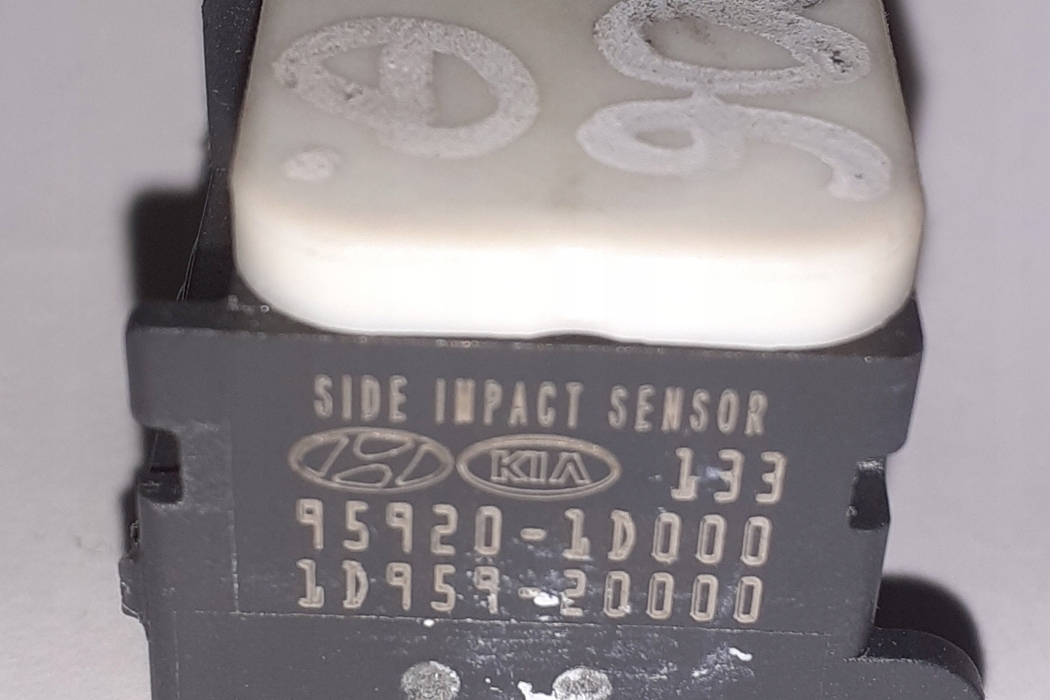 SIDE IMPACT SENSOR
KIA 133
95920-1D000
1D959-20000